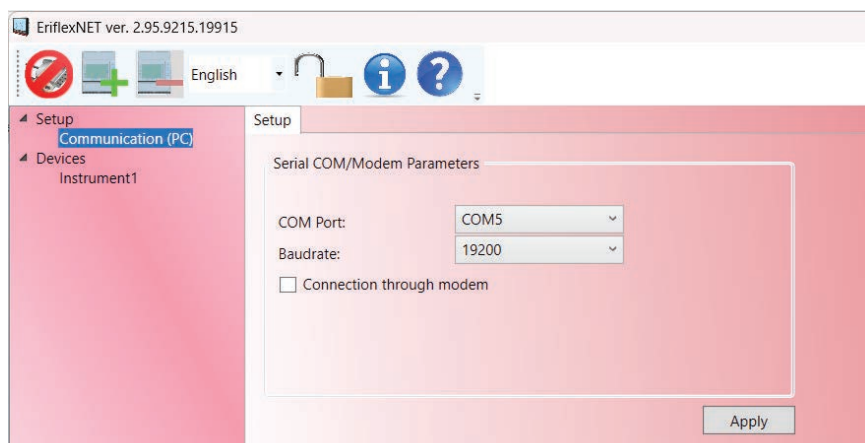 EriflexNET ver. 2.95.9215.19915
English
Setup
Communication (PC)
Devices
Instrument1
Setup
Serial COM/Modem Parameters
COM Port:
COM5
Baudrate:
19200
Connection through modem
Apply